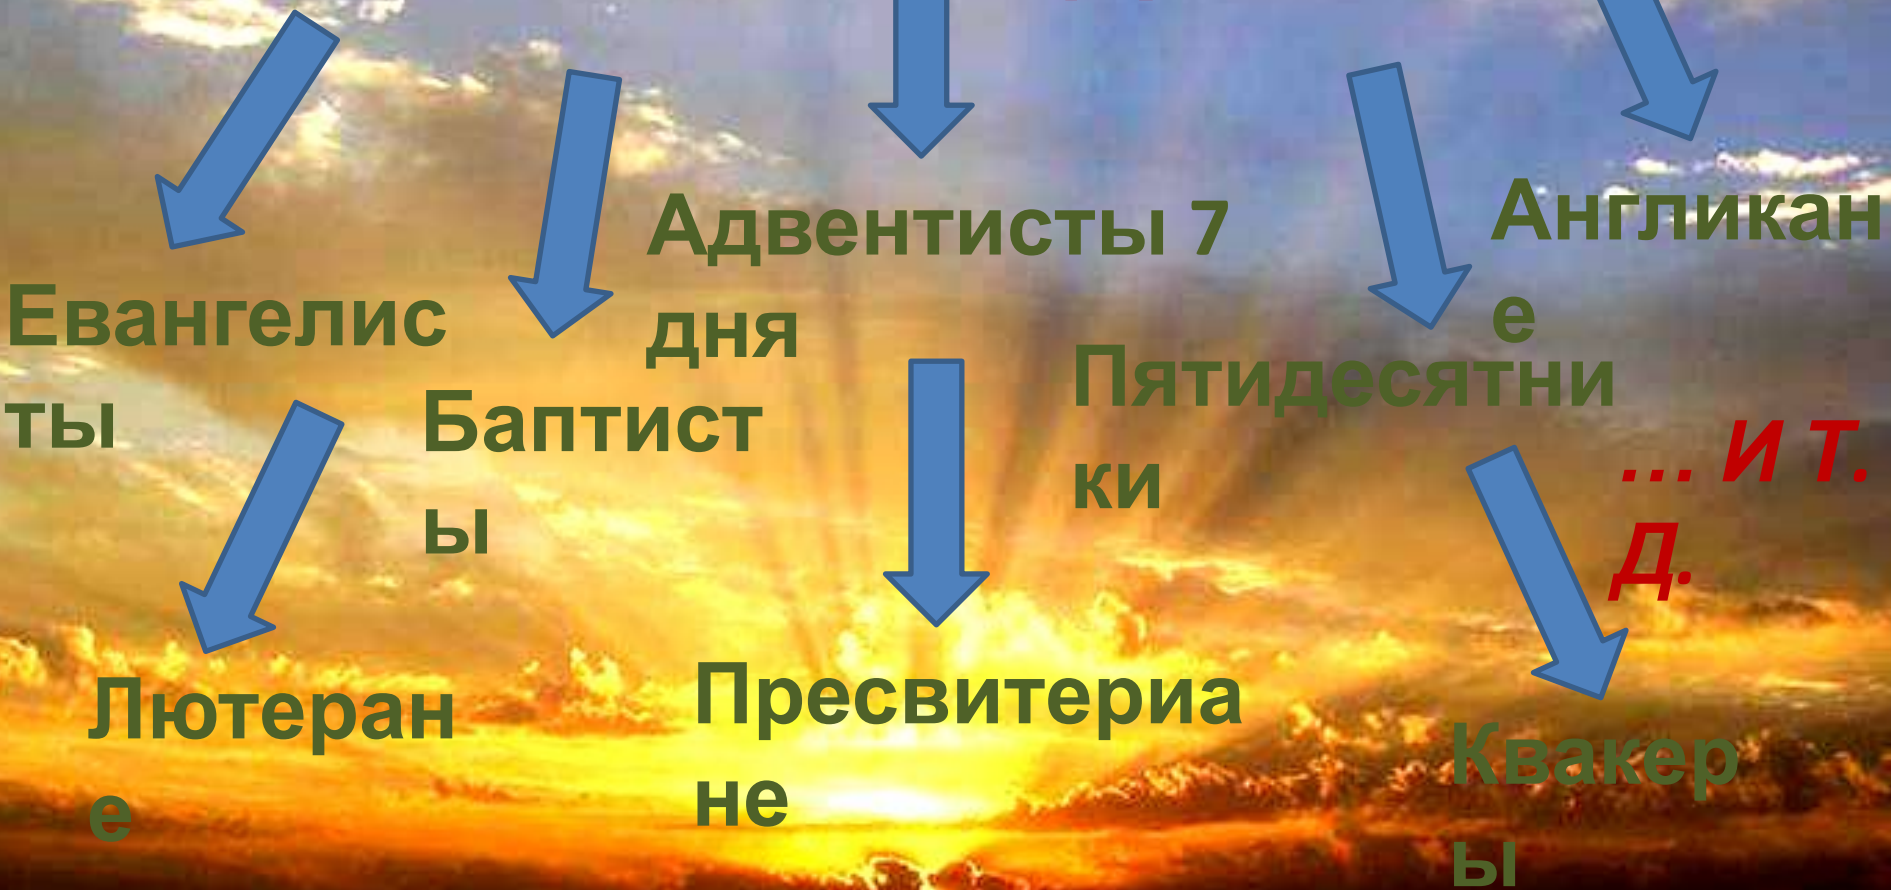 Адвентисты 7
дня
Англикан
е
Евангелис
ты
Баптист
ы
Пятидесятни
ки
... И Т.
Д.
Лютеран
е
Пресвитериа
не
Квакер
ы